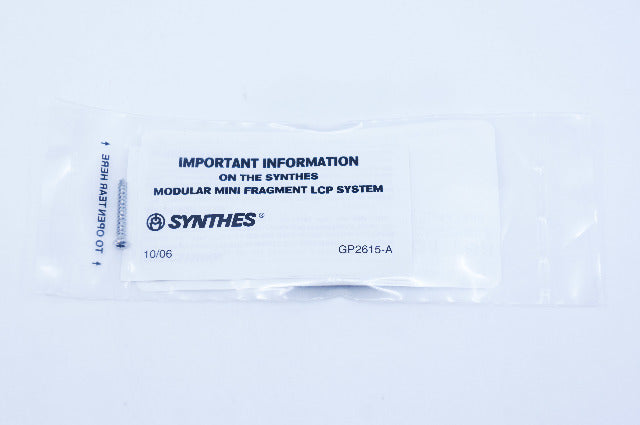 IMPORTANT INFORMATION
ON THE SYNTHES
MODULAR MINI FRAGMENT LCP SYSTEM
SYNTHES®
10/06
GP2615-A
TO OPEN TEAR HERE